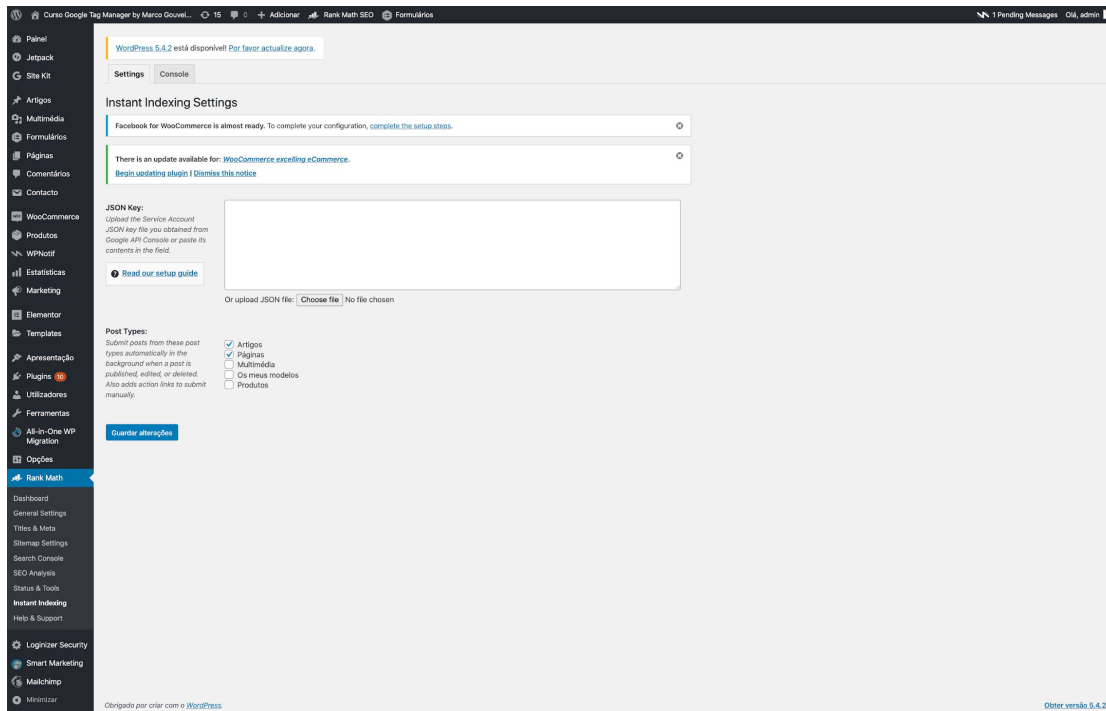 Curso Google Tag Manager by Marco Gouvei... 15 0 + Adicionar Rank Math SEO Formulários 1 Pending Messages Olá, admin
Painel
Jetpack
Site Kit
Artigos
Multimédia
Formulários
Páginas
Comentários
Contacto
WooCommerce
Produtos
WPNotif
Estatísticas
Marketing
Elementor
Templates
Apresentação
Plugins 10
Utilizadores
Ferramentas
All-in-One WP
Migration
Opções
Rank Math
Dashboard
General Settings
Titles & Meta
Sitemap Settings
Search Console
SEO Analysis
Status & Tools
Instant Indexing
Help & Support
Loginizer Security
Smart Marketing
Mailchimp
Minimizar
WordPress 5.4.2 está disponível! Por favor actualize agora.
Settings Console
Instant Indexing Settings
Facebook for WooCommerce is almost ready. To complete your configuration, complete the setup steps.
There is an update available for: WooCommerce excelling eCommerce.
Begin updating plugin | Dismiss this notice
JSON Key:
Upload the Service Account
JSON key file you obtained from
Google API Console or paste its
contents in the field.
Read our setup guide
Or upload JSON file: Choose file No file chosen
Post Types:
Submit posts from these post
types automatically in the
background when a post is
published, edited, or deleted.
Also adds action links to submit
manually.
Artigos
Páginas
Multimédia
Os meus modelos
Produtos
Guardar alterações
Obrigado por criar com o WordPress.
Obter versão 5.4.2